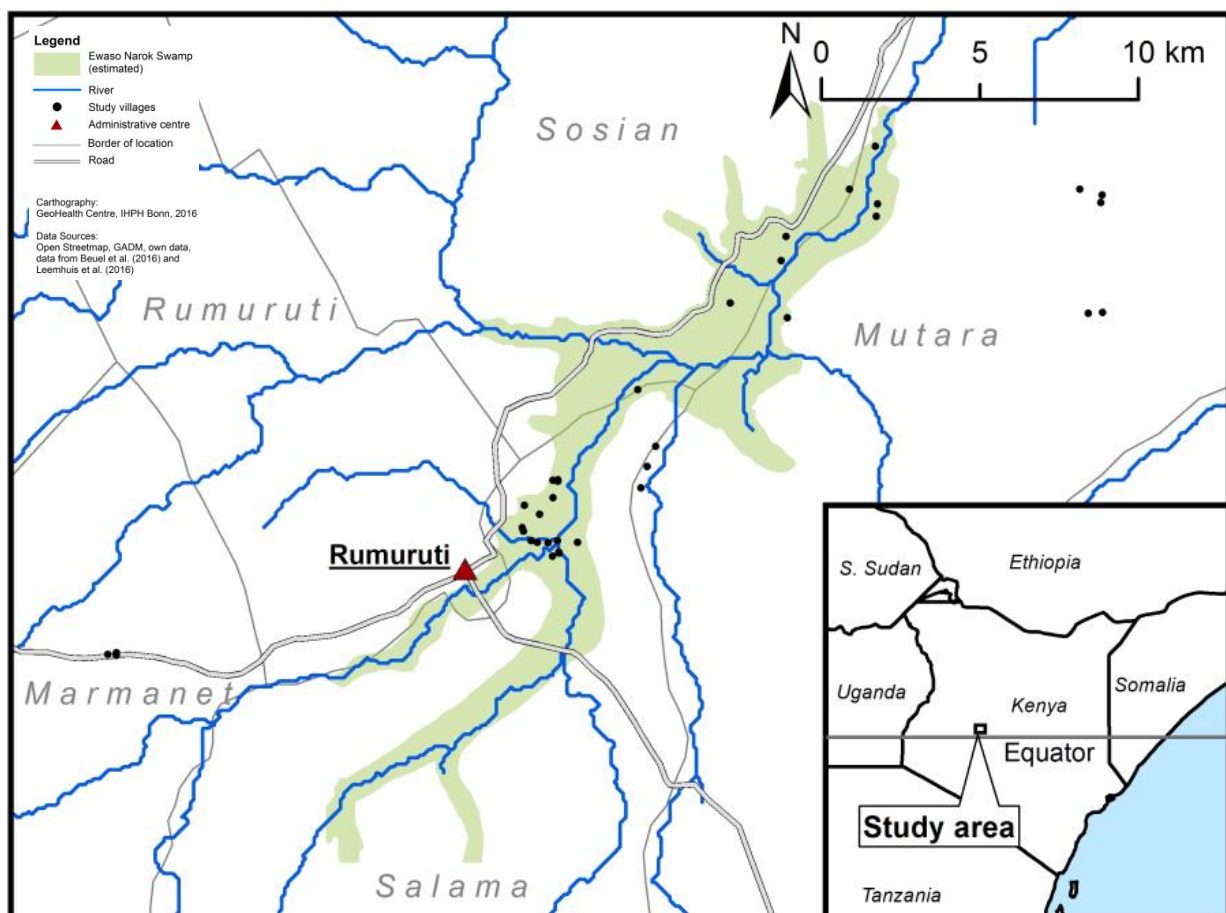 Legend
Ewaso Narok Swamp
(estimated)
River
Study villages
Administrative centre
Border of location
Road
Carthography:
GeoHealth Centre, IHPH Bonn, 2016
Data Sources:
Open Streetmap, GADM, own data,
data from Beuel et al. (2016) and
Leemhuis et al. (2016)
N
0 5 10 km
Sosian
Rumuruti
Mutara
Rumuruti
Marmanet
Salama
S. Sudan
Ethiopia
Uganda
Kenya
Somalia
Equator
Study area
Tanzania